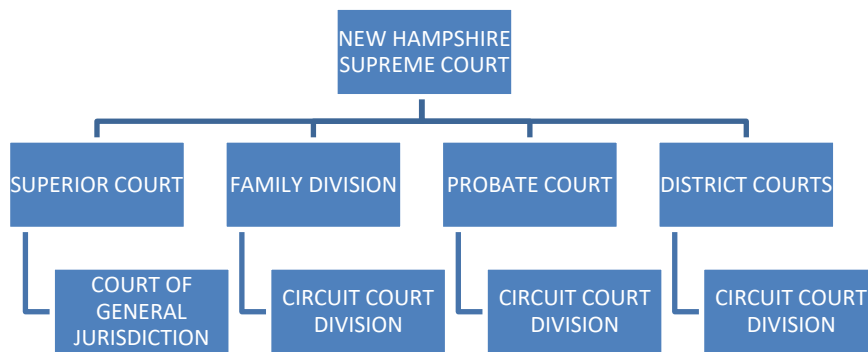 NEW HAMPSHIRE
SUPREME COURT
SUPERIOR COURT
FAMILY DIVISION
PROBATE COURT
DISTRICT COURTS
COURT OF
GENERAL
JURISDICTION
CIRCUIT COURT
DIVISION
CIRCUIT COURT
DIVISION
CIRCUIT COURT
DIVISION